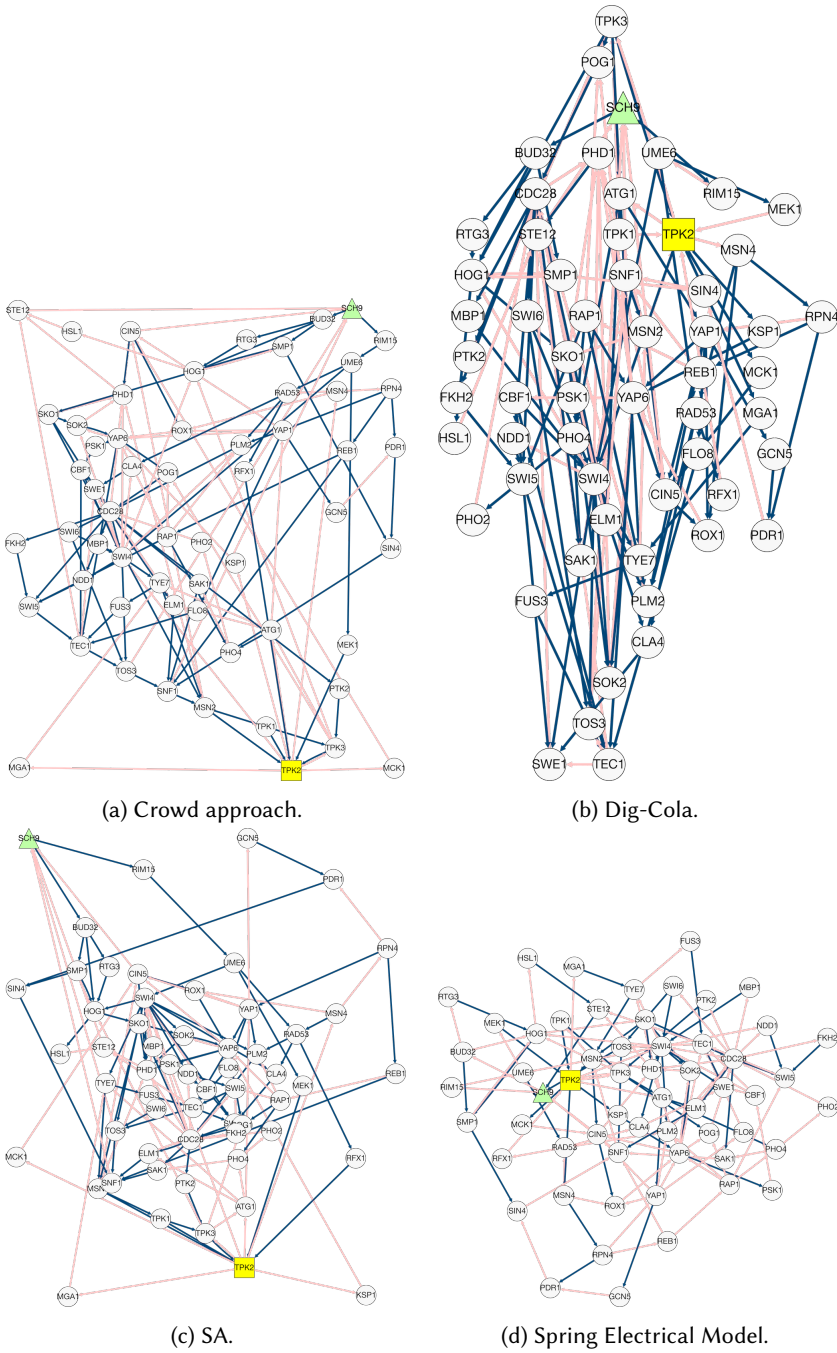 TPK3
POG1
SCH9
BUD32
PHD1
UME6
CDC28
ATG1
RIM15
MEK1
RTG3
STE12
TPK1
TPK2
MSN4
HOG1
SMP1
SNF1
SIN4
MBP1
SWI6
RAP1
MSN2
YAP1
KSP1
RPN4
PTK2
SKO1
REB1
MCK1
FKH2
CBF1
PSK1
YAP6
RAD53
MGA1
HSL1
NDD1
PHO4
FLO8
GCN5
SWI5
SWI4
CIN5
RFX1
PHO2
ELM1
ROX1
PDR1
SAK1
TYE7
FUS3
PLM2
CLA4
SOK2
TOS3
SWE1
TEC1
STE12
SCH9
HSL1
CIN5
BUD32
RTG3
SMP1
RIM15
HOG1
UME6
PHD1
RAD53
MSN4
RPN4
SKO1
SOK2
YAP6
ROX1
YAP1
PSK1
PLM2
REB1
PDR1
CBF1
CLA4
POG1
RFX1
SWE1
CDC28
GCN5
FKH2
SWI6
MBP1
RAP1
PHO2
SIN4
SWI4
KSP1
NDD1
TYE7
SAK1
SWI5
FUS3
ELM1
FLO8
ATG1
TEC1
PHO4
MEK1
TOS3
SNF1
PTK2
MSN2
TPK1
TPK3
MGA1
TPK2
MCK1
(a) Crowd approach.
(b) Dig-Cola.
SCH9
GCN5
RIM15
PDR1
BUD32
RPN4
SMP1
RTG3
CIN5
UME6
SIN4
ROX1
SWI4
HOG1
YAP1
MSN4
SKO1
RAD53
SOK2
HSL1
STE12
MBP1
YAP6
PLM2
PHD1
PSK1
FLO8
NDD1
CLA4
REB1
TYE7
CBF1
SWI5
MEK1
FUS3
RAP1
SWI6
TEC1
TOS3
CDC28
FKH2
PHO2
MCK1
ELM1
PHO4
RFX1
SAK1
SNF1
PTK2
MSN
ATG1
TPK1
TPK3
TPK2
MGA1
KSP1
FUS3
HSL1
MGA1
RTG3
TYE7
SWI6
MBP1
PTK2
STE12
MEK1
TPK1
SKO1
NDD1
HOG1
FKH2
BUD32
TOS3
SWI4
TEC1
MSN2
CDC28
UME6
TPK3
PHD1
SOK2
SWI5
RIM15
TPK2
SWE1
SCH9
ATG1
CBF1
ELM1
PHO2
SMP1
MCK1
KSP1
CLA4
PLM2
POG1
FLO8
CIN5
RAD53
PHO4
RFX1
SNF1
YAP6
SAK1
MSN4
YAP1
RAP1
PSK1
SIN4
ROX1
RPN4
REB1
PDR1
GCN5
(c) SA.
(d) Spring Electrical Model.